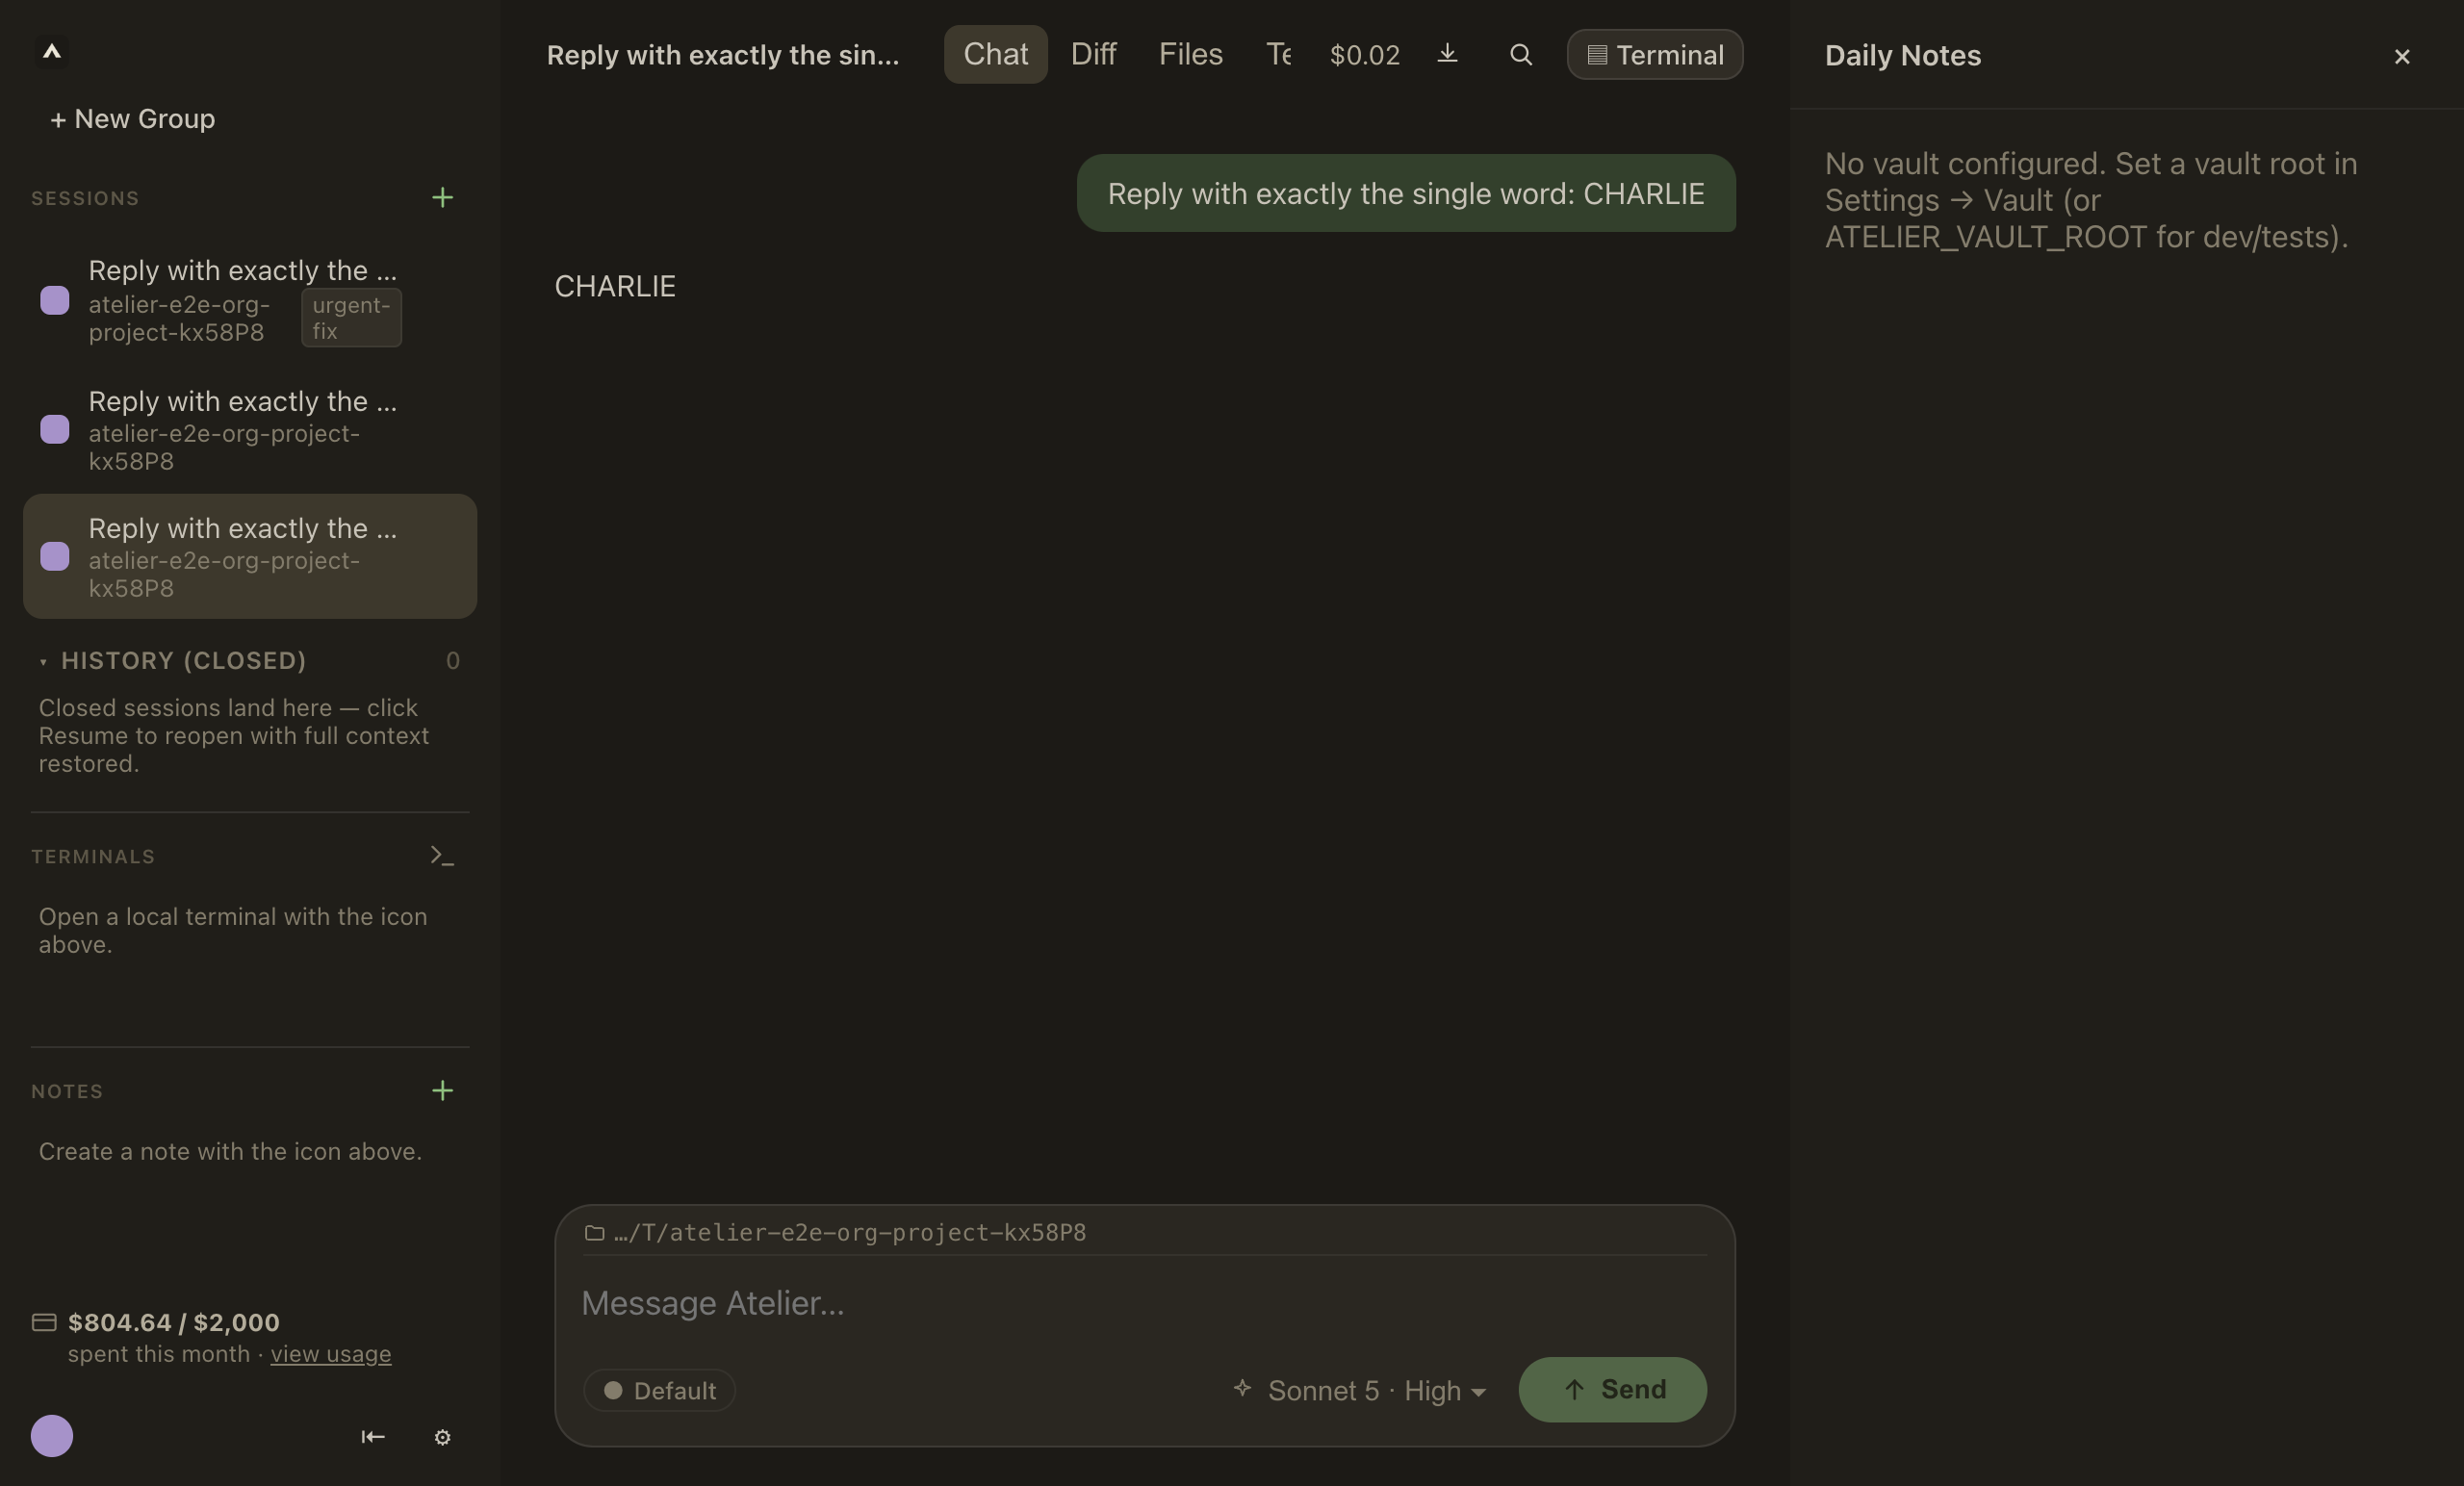 + New Group
SESSIONS
Reply with exactly the ...
atelier-e2e-org-
project-kx58P8
urgent-
fix
Reply with exactly the ...
atelier-e2e-org-project-
kx58P8
Reply with exactly the ...
atelier-e2e-org-project-
kx58P8
HISTORY (CLOSED) 0
Closed sessions land here — click
Resume to reopen with full context
restored.
TERMINALS
Open a local terminal with the icon
above.
NOTES
Create a note with the icon above.
$804.64 / $2,000
spent this month · view usage
Reply with exactly the sin... Chat Diff Files Te $0.02 Terminal
Reply with exactly the single word: CHARLIE
CHARLIE
…/T/atelier-e2e-org-project-kx58P8
Message Atelier...
Default Sonnet 5 · High Send
Daily Notes
No vault configured. Set a vault root in
Settings → Vault (or
ATELIER_VAULT_ROOT for dev/tests).